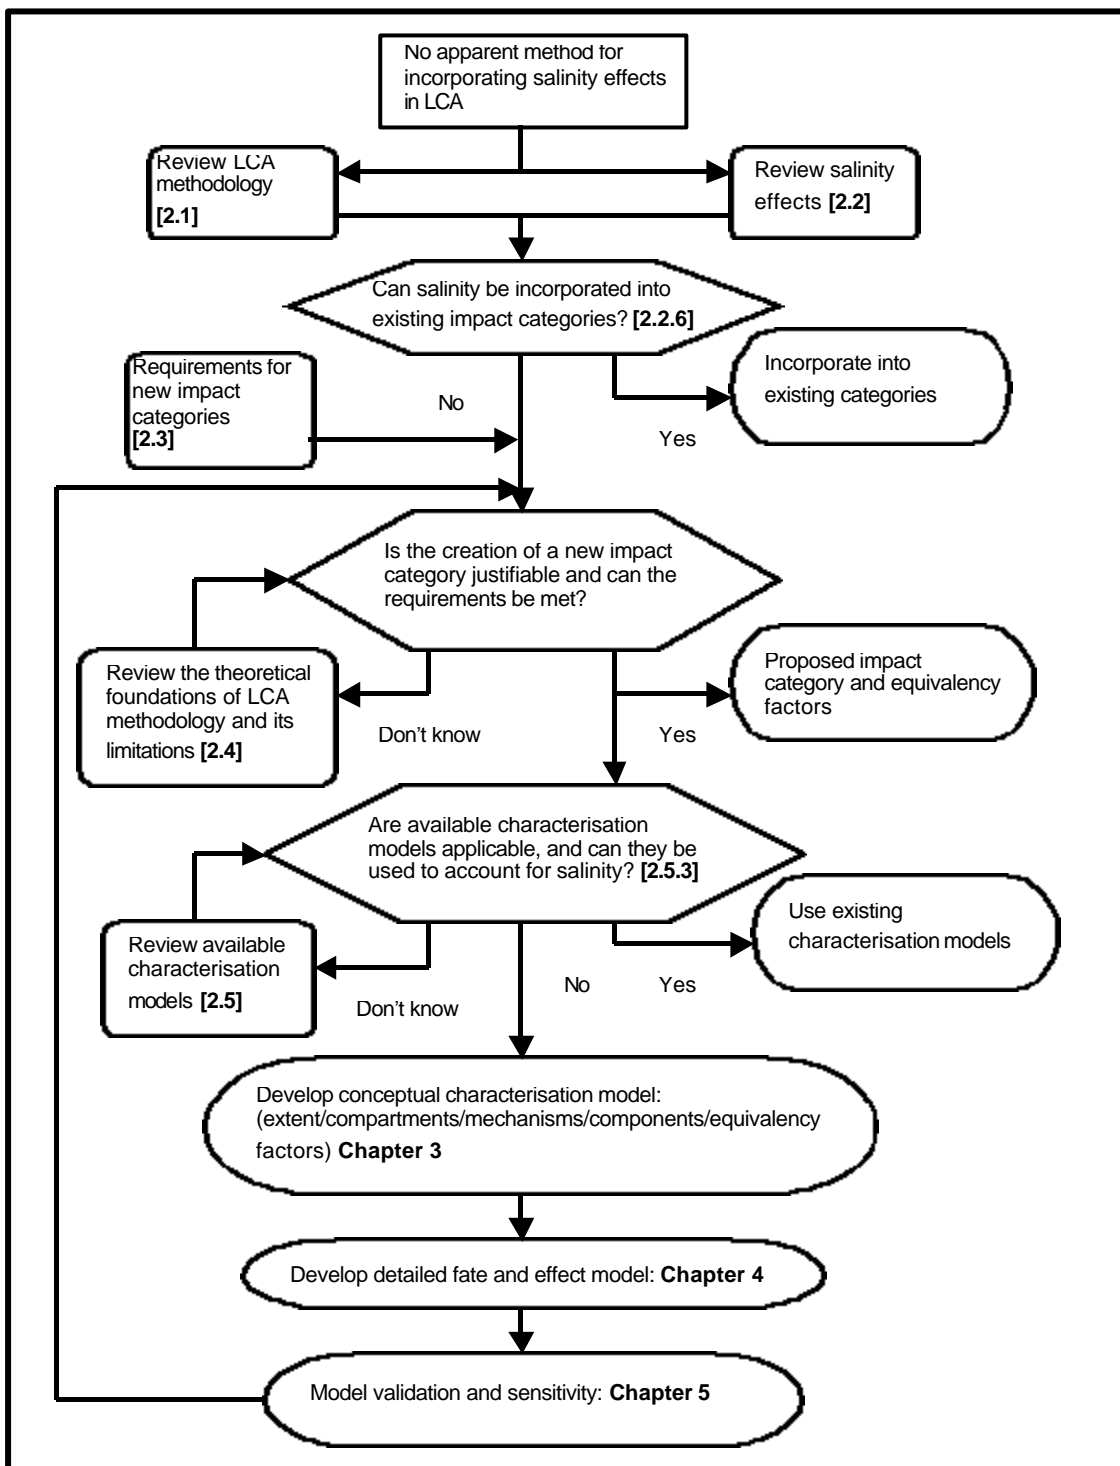 No apparent method for
incorporating salinity effects
in LCA
Review LCA
methodology
[2.1]
Review salinity
effects [2.2]
Can salinity be incorporated into
existing impact categories? [2.2.6]
Requirements for
new impact
categories
[2.3]
No
Yes
Incorporate into
existing categories
Is the creation of a new impact
category justifiable and can the
requirements be met?
Review the theoretical
foundations of LCA
methodology and its
limitations [2.4]
Don't know
Yes
Proposed impact
category and equivalency
factors
Are available characterisation
models applicable, and can they be
used to account for salinity? [2.5.3]
Review available
characterisation
models [2.5]
Don't know
No
Yes
Use existing
characterisation models
Develop conceptual characterisation model:
(extent/compartments/mechanisms/components/equivalency
factors) Chapter 3
Develop detailed fate and effect model: Chapter 4
Model validation and sensitivity: Chapter 5